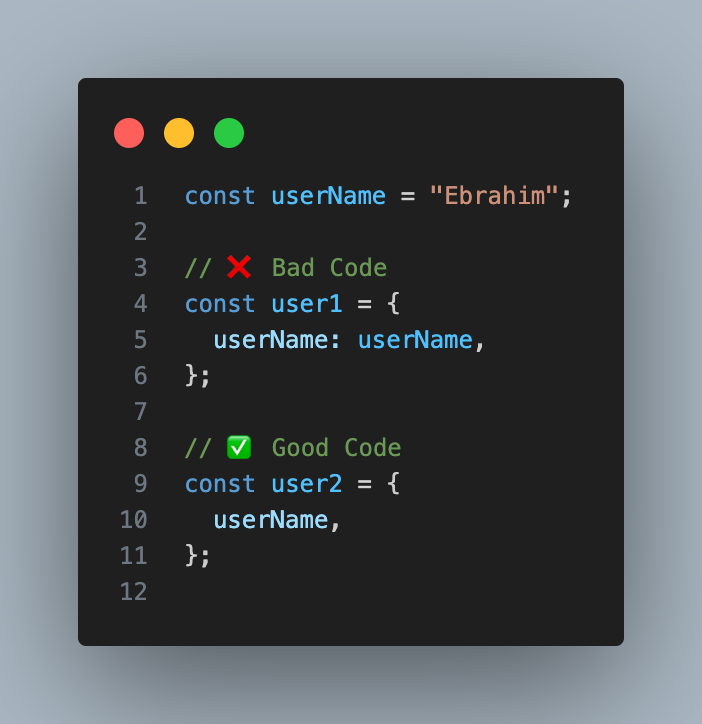 1 const userName = "Ebrahim";
2
3 // ❌ Bad Code
4 const user1 = {
5   userName: userName,
6 };
7
8 // ✅ Good Code
9 const user2 = {
10   userName,
11 };
12